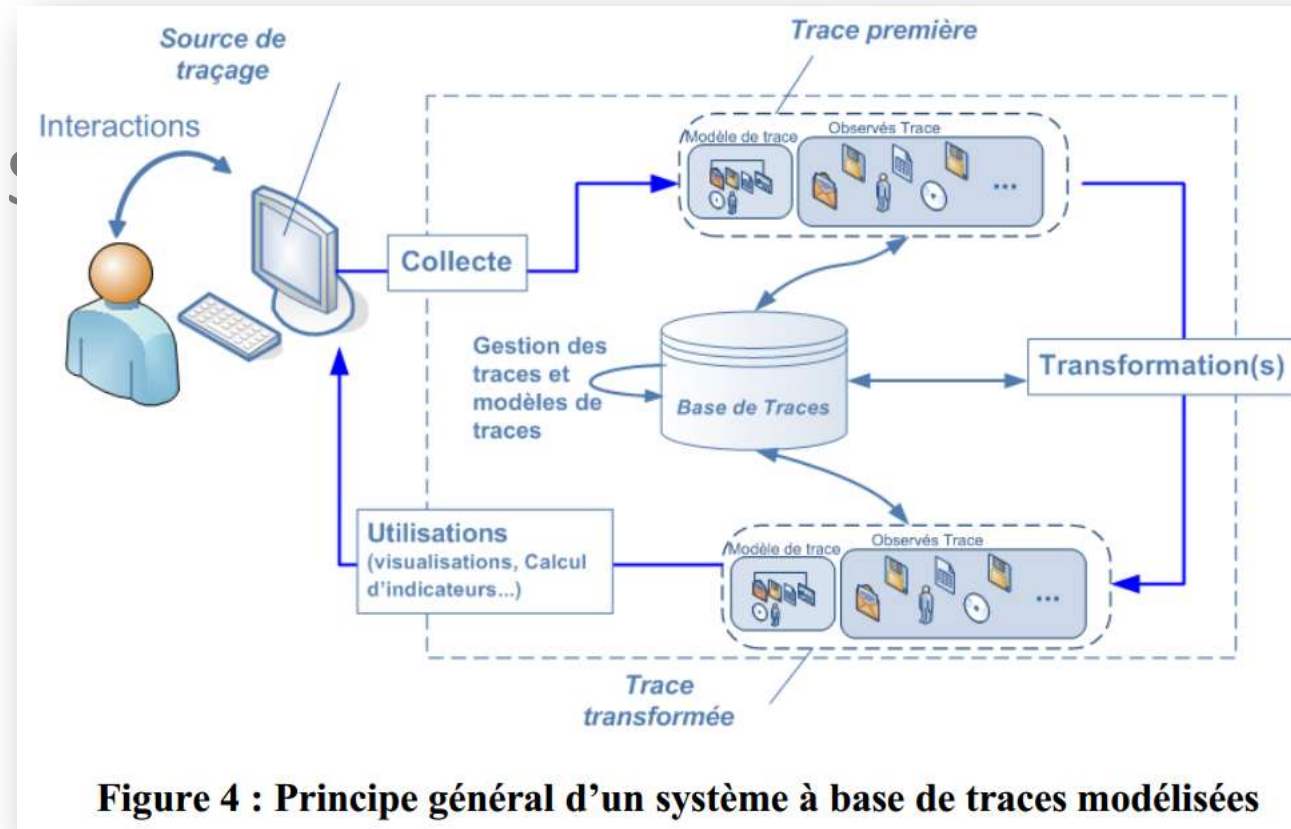 Source de
traçage
Trace première
Interactions
S
Modèle de trace
Observés Trace
...
Collecte
Gestion des
traces et
modèles de
traces
Base de Traces
Transformation(s)
Utilisations
(visualisations, Calcul
d'indicateurs...)
Modèle de trace
Observés Trace
...
Trace
transformée
Figure 4 : Principe général d'un système à base de traces modélisées